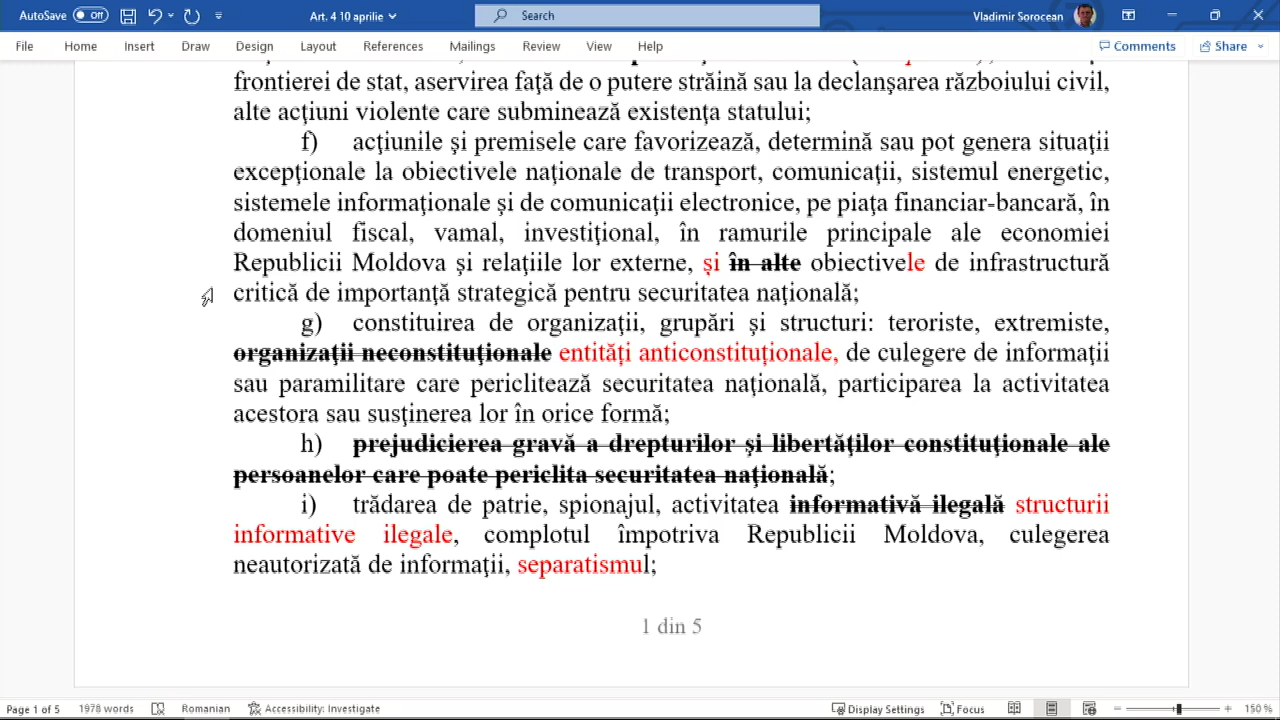 AutoSave Off Art. 4 10 aprilie Search Vladimir Sorocean
File Home Insert Draw Design Layout References Mailings Review View Help Comments Share
frontierei de stat, aservirea faţă de o putere străină sau la declanşarea războiului civil,
alte acțiuni violente care subminează existența statului;
f) acţiunile şi premisele care favorizează, determină sau pot genera situaţii
excepţionale la obiectivele naţionale de transport, comunicaţii, sistemul energetic,
sistemele informaţionale şi de comunicaţii electronice, pe piaţa financiar-bancară, în
domeniul fiscal, vamal, investiţional, în ramurile principale ale economiei
Republicii Moldova şi relaţiile lor externe, și în alte obiectivele de infrastructură
critică de importanţă strategică pentru securitatea naţională;
g) constituirea de organizaţii, grupări şi structuri: teroriste, extremiste,
organizaţii neconstituţionale entități anticonstituționale, de culegere de informaţii
sau paramilitare care periclitează securitatea naţională, participarea la activitatea
acestora sau susţinerea lor în orice formă;
h) prejudicierea gravă a drepturilor şi libertăţilor constituţionale ale
persoanelor care poate periclita securitatea naţională;
i) trădarea de patrie, spionajul, activitatea informativă ilegală structurii
informative ilegale, complotul împotriva Republicii Moldova, culegerea
neautorizată de informaţii, separatismul;
1 din 5
Page 1 of 5 1978 words Romanian Accessibility: Investigate Display Settings Focus 150 %